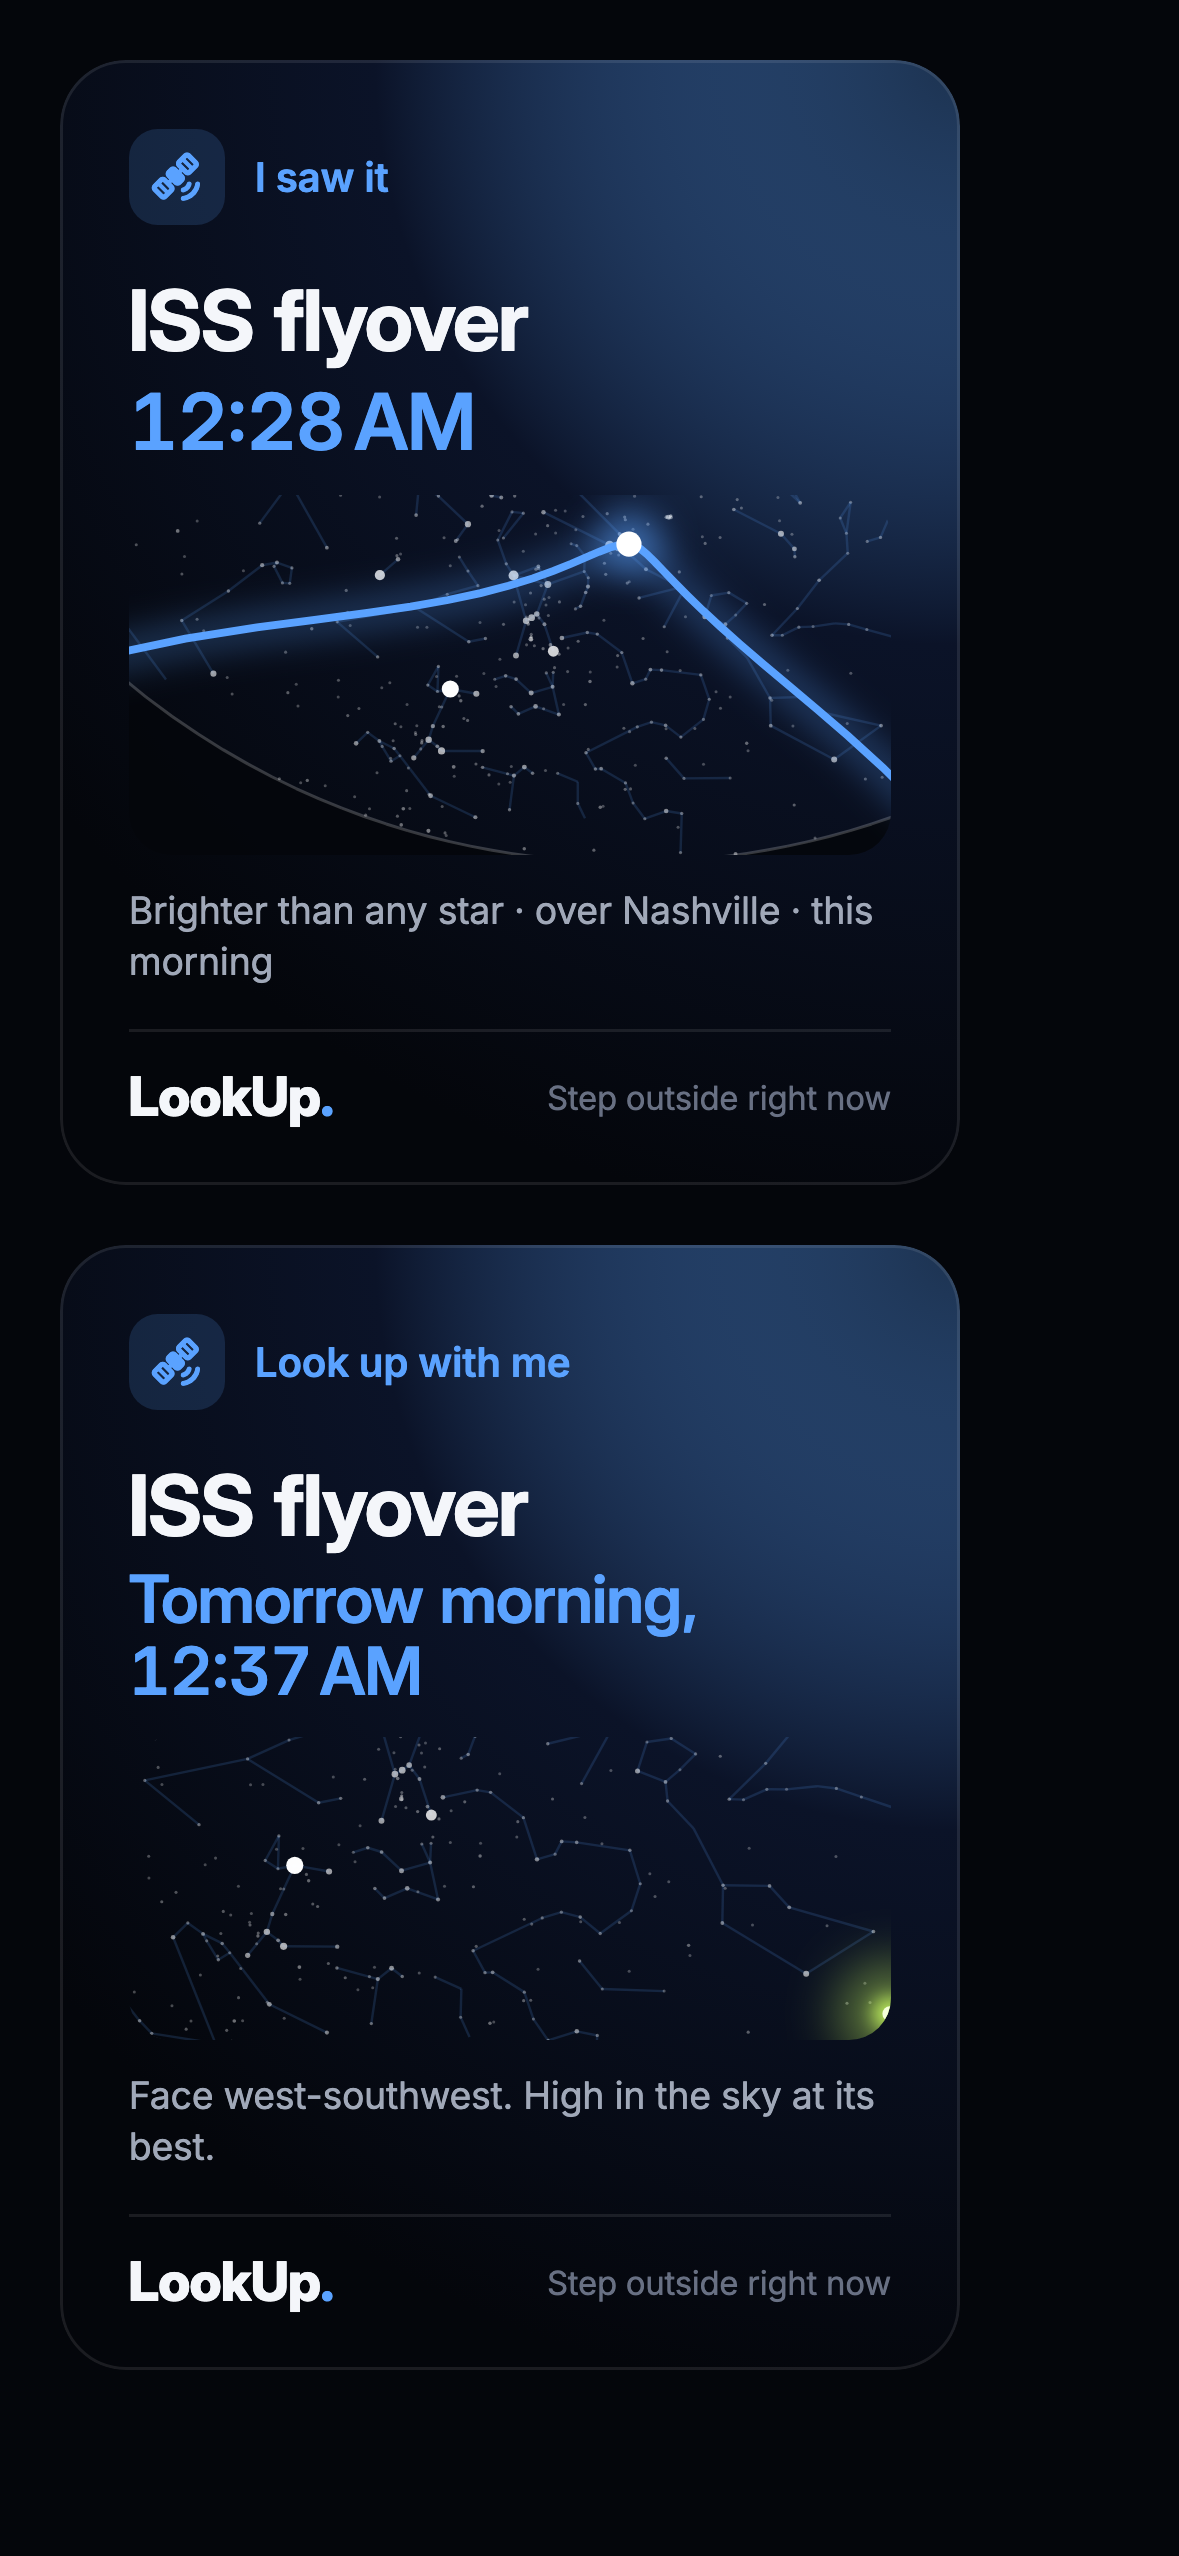 I saw it
ISS flyover
12:28 AM
Brighter than any star · over Nashville · this
morning
LookUp.
Step outside right now
Look up with me
ISS flyover
Tomorrow morning,
12:37 AM
Face west-southwest. High in the sky at its
best.
LookUp.
Step outside right now